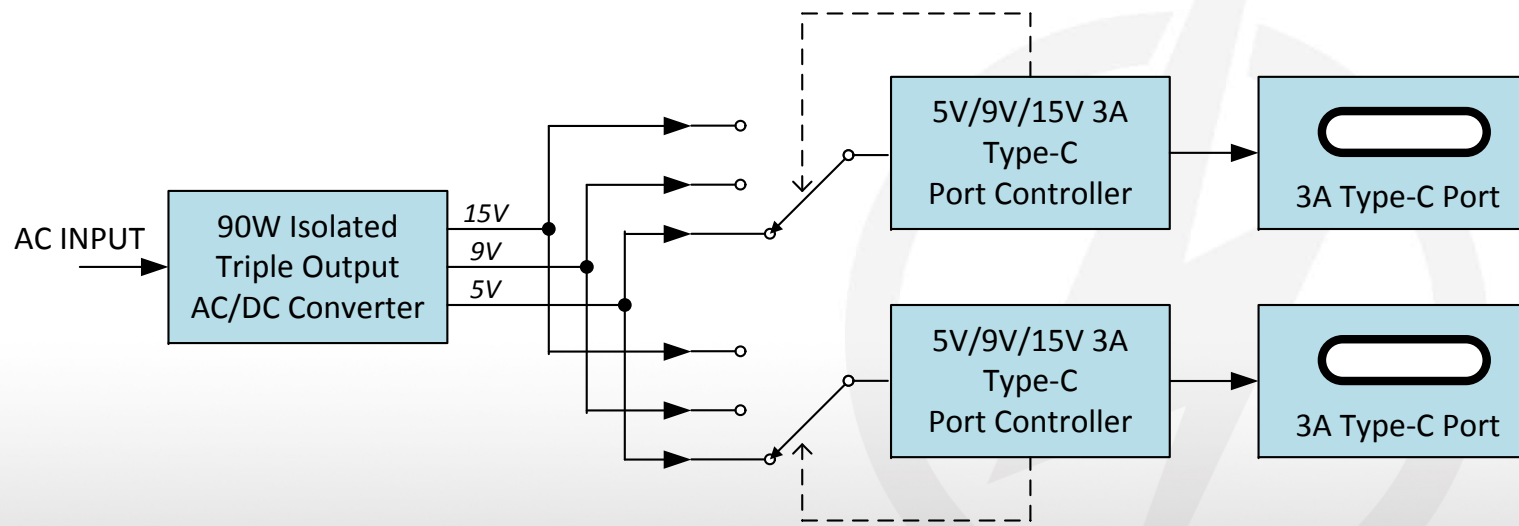 AC INPUT
90W Isolated
Triple Output
AC/DC Converter
15V
9V
5V
5V/9V/15V 3A
Type-C
Port Controller
3A Type-C Port
5V/9V/15V 3A
Type-C
Port Controller
3A Type-C Port